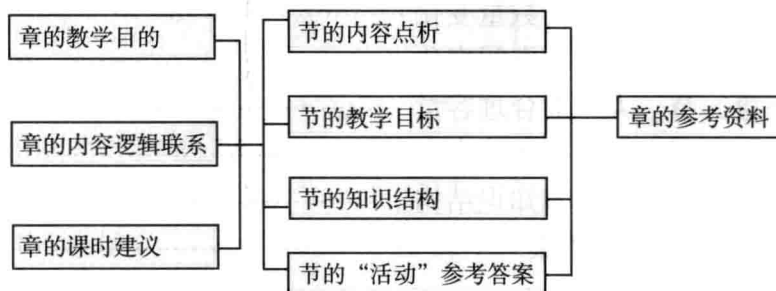 章的教学目的
章的内容逻辑联系
章的课时建议
节的内容点析
节的教学目标
节的知识结构
节的“活动”参考答案
章的参考资料